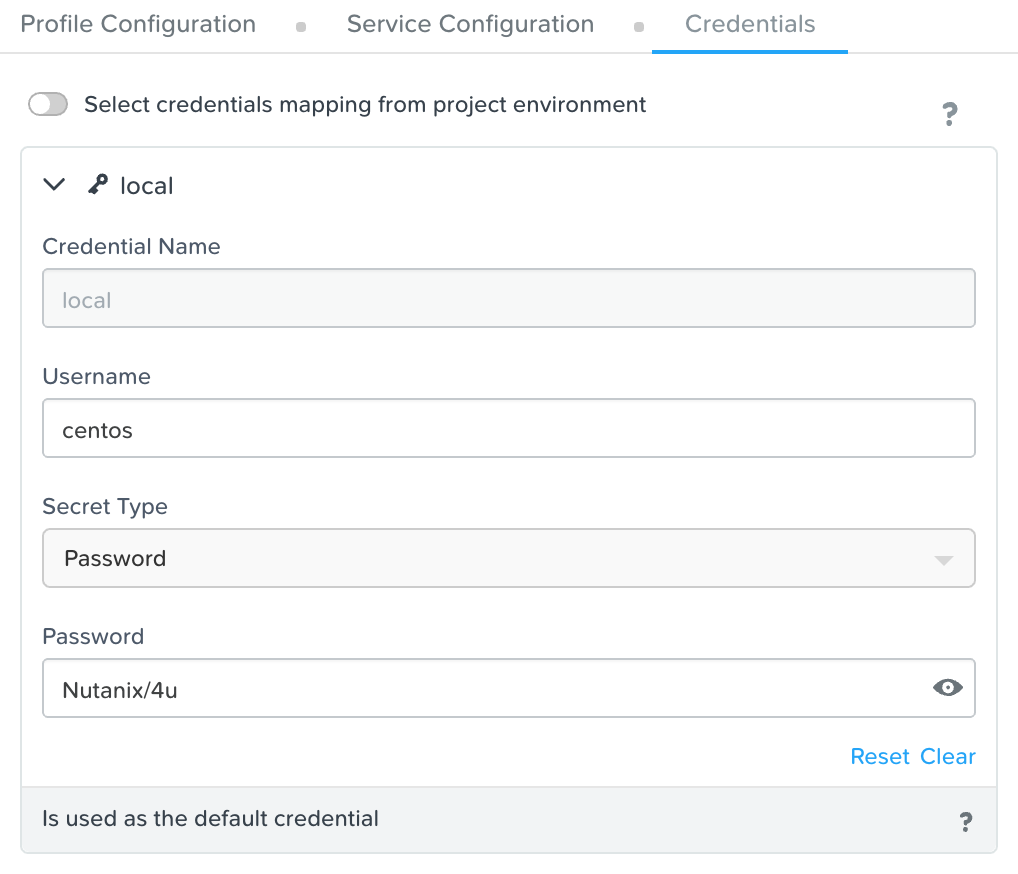 Profile Configuration Service Configuration Credentials
Select credentials mapping from project environment ?
local
Credential Name
local
Username
centos
Secret Type
Password
Password
Nutanix/4u
Reset Clear
Is used as the default credential ?